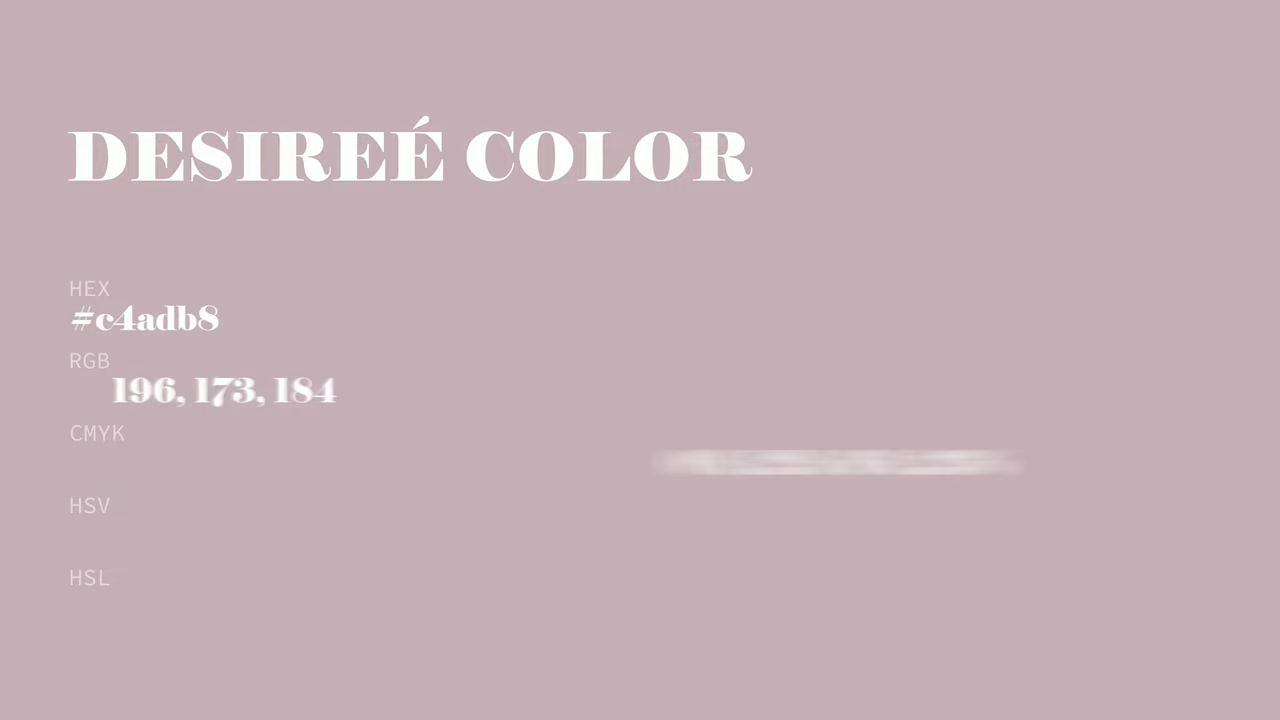 DESIREÉ COLOR
HEX
#c4adb8
RGB
196, 173, 184
CMYK
HSV
HSL